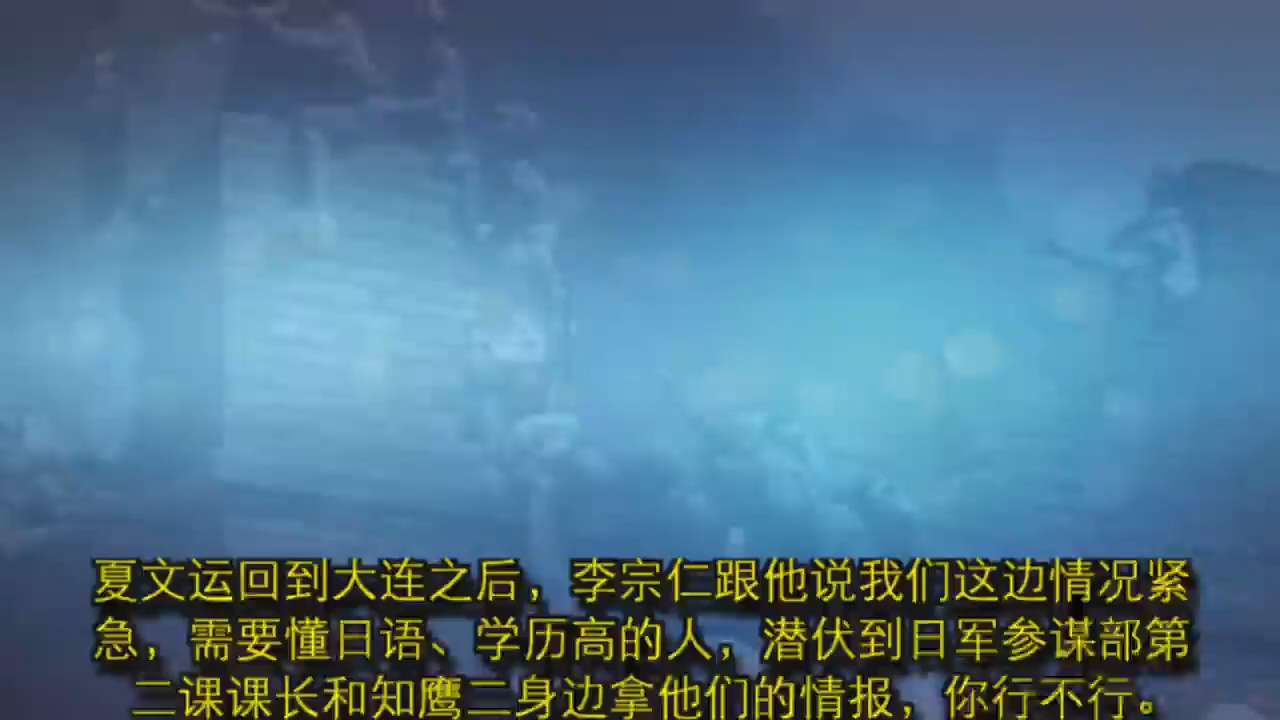 夏文运回到大连之后，李宗仁跟他说我们这边情况紧
急，需要懂日语、学历高的人，潜伏到日军参谋部第
二课课长和知鹰二身边拿他们的情报，你行不行。